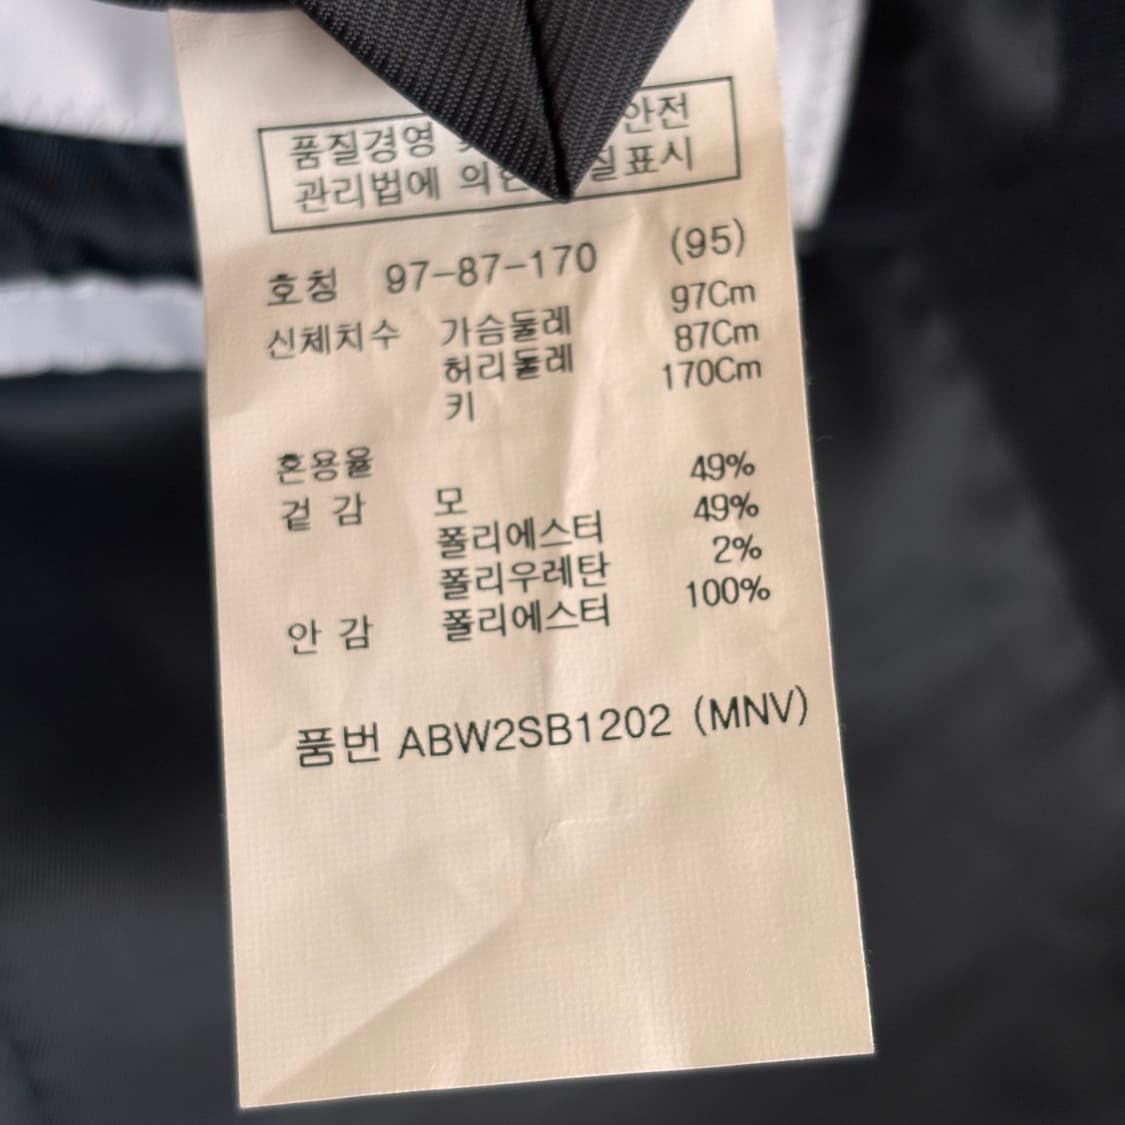 품질경영 안전
관리법에 의한 질표시
호칭 97-87-170 (95)
신체치수 가슴둘레 97Cm
허리둘레 87Cm
키 170Cm
혼용율
겉 감 모 49%
폴리에스터 49%
폴리우레탄 2%
안 감 폴리에스터 100%
품번 ABW2SB1202 (MNV)